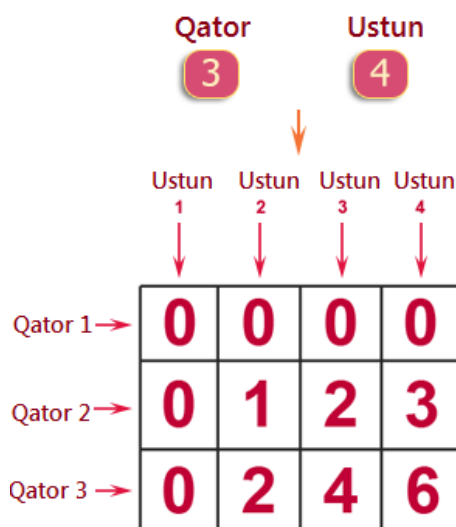 Qator Ustun
3 4
Ustun Ustun Ustun Ustun
1 2 3 4
Qator 1 0 0 0 0
Qator 2 0 1 2 3
Qator 3 0 2 4 6